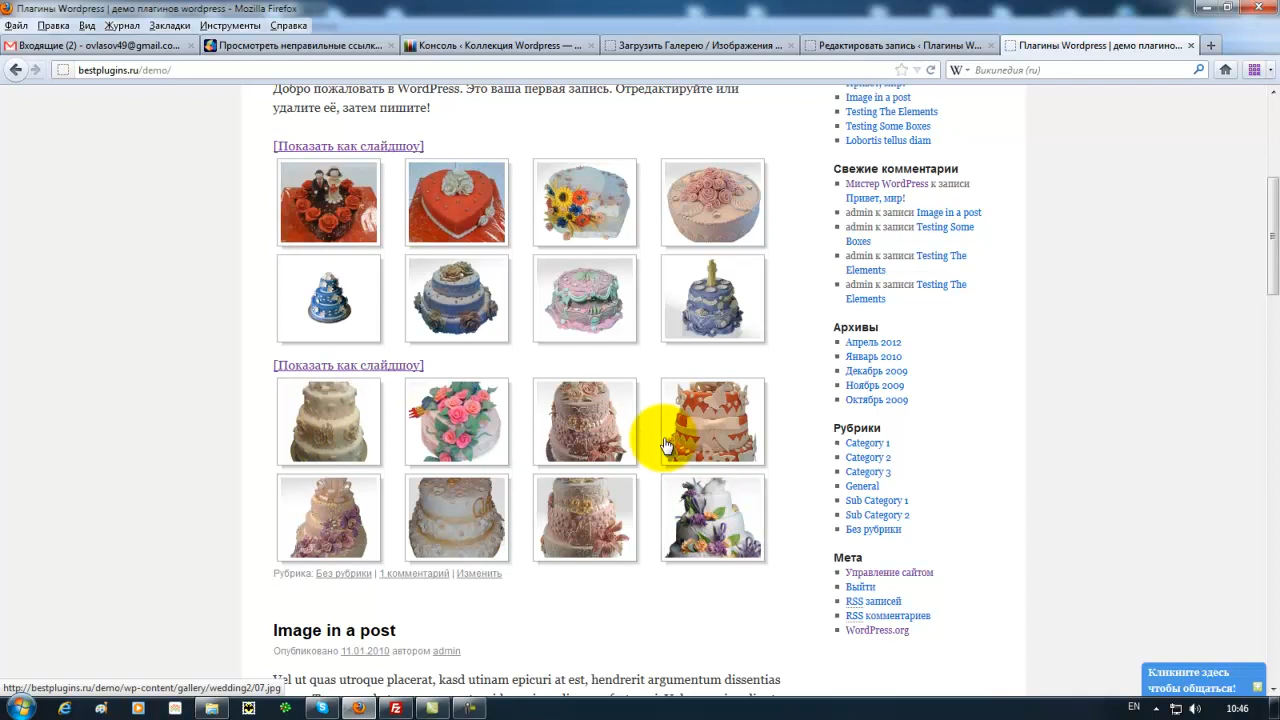 Плагины Wordpress | демо плагинов wordpress - Mozilla Firefox
Файл Правка Вид Журнал Закладки Инструменты Справка
Входящие (2) - ovlasov49@gmail.co...
Просмотреть неправильные ссылк...
Консоль ‹ Коллекция Wordpress — ...
Загрузить Галерею / Изображения ...
Редактировать запись ‹ Плагины W...
Плагины Wordpress | демо плагино...
bestplugins.ru/demo/
Википедия (ru)
Добро пожаловать в WordPress. Это ваша первая запись. Отредактируйте или
удалите её, затем пишите!
[Показать как слайдшоу]
[Показать как слайдшоу]
Рубрика: Без рубрики | 1 комментарий | Изменить
Image in a post
Опубликовано 11.01.2010 автором admin
Vel ut quas utroque placerat, kasd utinam epicuri at est, hendrerit argumentum dissentias
Привет, мир!
Image in a post
Testing The Elements
Testing Some Boxes
Lobortis tellus diam
Свежие комментарии
Мистер WordPress к записи
Привет, мир!
admin к записи Image in a post
admin к записи Testing Some
Boxes
admin к записи Testing The
Elements
admin к записи Testing The
Elements
Архивы
Апрель 2012
Январь 2010
Декабрь 2009
Ноябрь 2009
Октябрь 2009
Рубрики
Category 1
Category 2
Category 3
General
Sub Category 1
Sub Category 2
Без рубрики
Мета
Управление сайтом
Выйти
RSS записей
RSS комментариев
WordPress.org
Кликните здесь
чтобы общаться!
http://bestplugins.ru/demo/wp-content/gallery/wedding2/07.jpg
EN
10:46